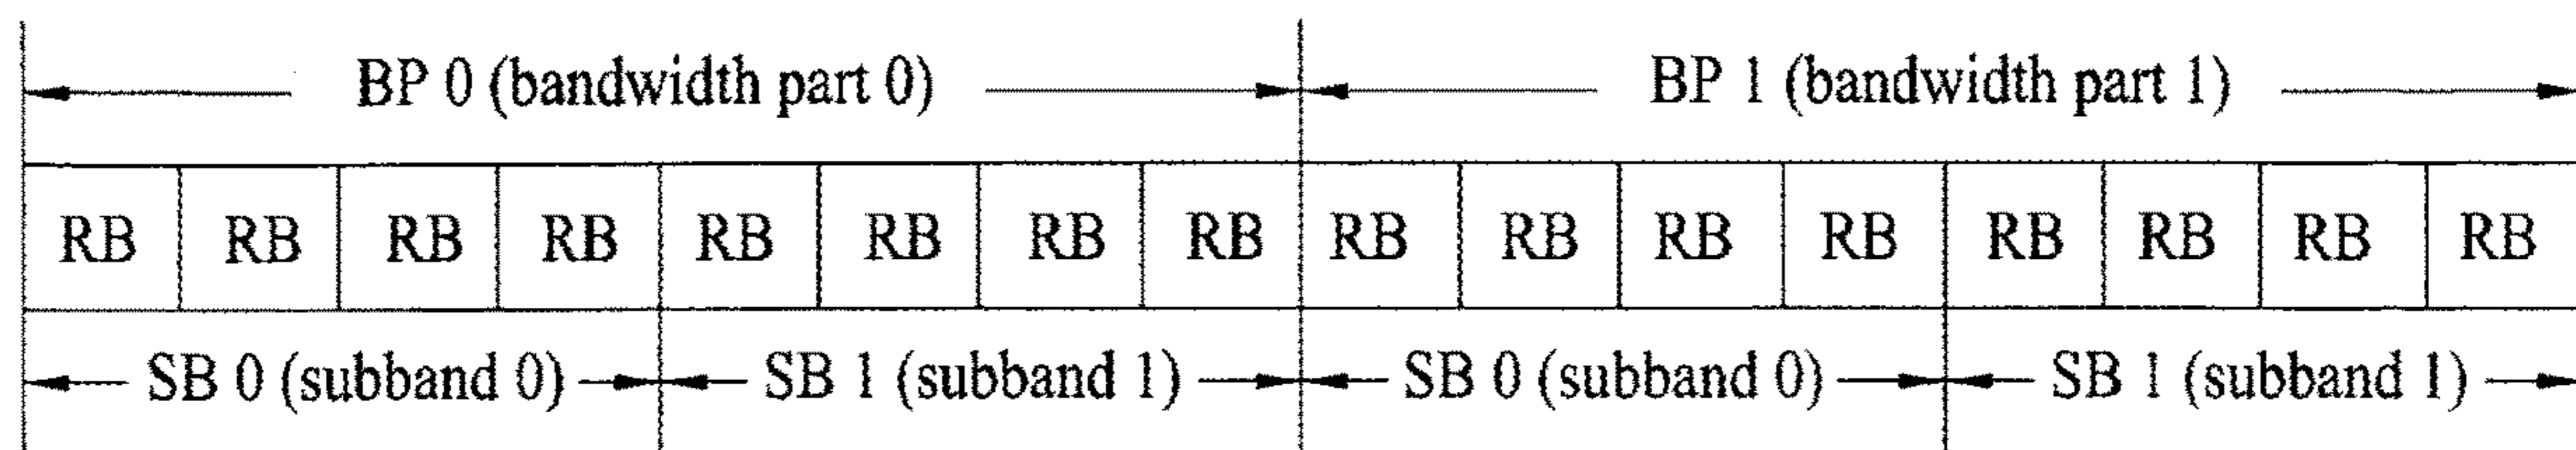 BP 0 (bandwidth part 0) BP 1 (bandwidth part 1)
RB RB RB RB RB RB RB RB RB RB RB RB RB RB RB RB
SB 0 (subband 0) SB 1 (subband 1) SB 0 (subband 0) SB 1 (subband 1)